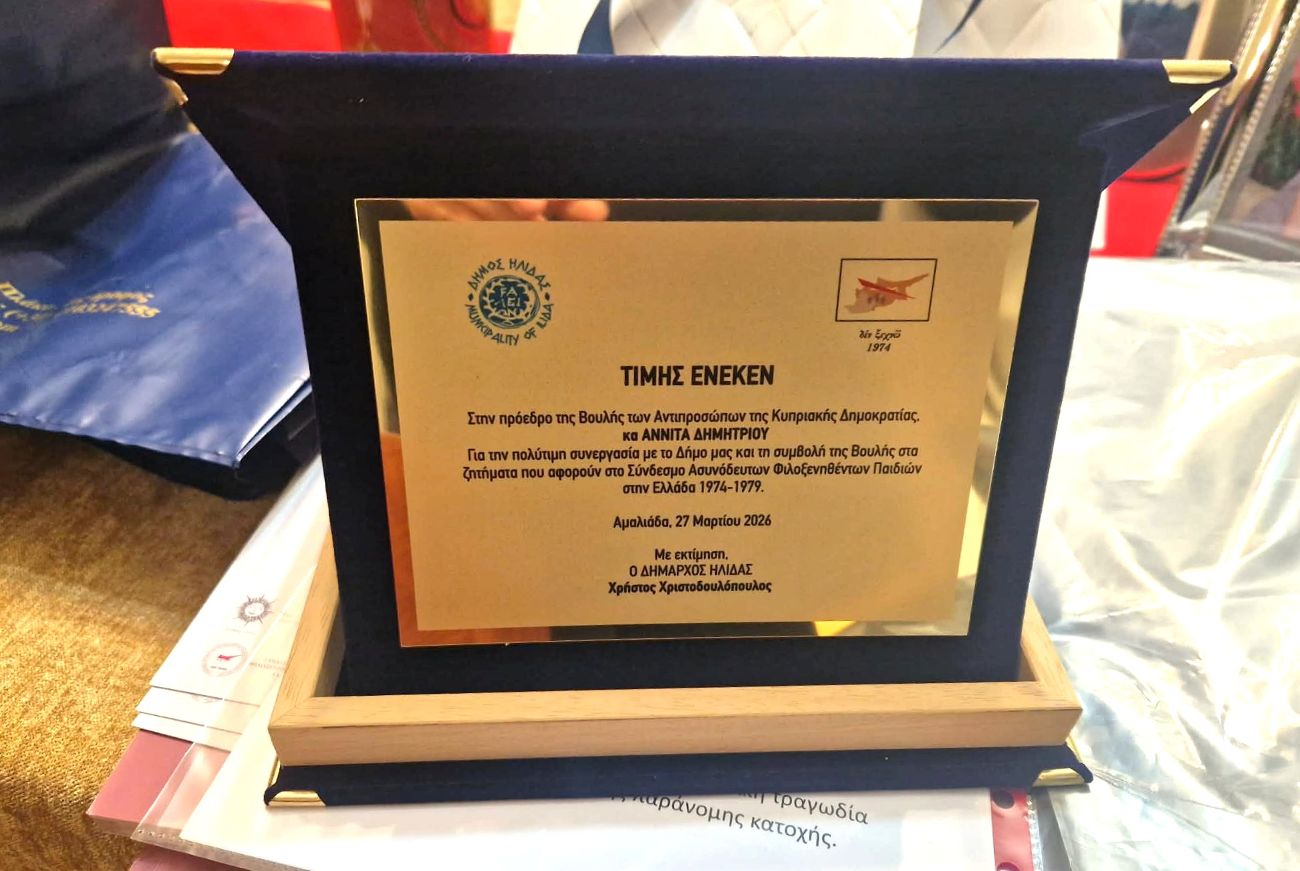 ΔΗΜΟΣ ΗΛΙΔΑΣ
MUNICIPALITY OF ILIDA
δὲν ξεχνῶ
1974
ΤΙΜΗΣ ΕΝΕΚΕΝ
Στην πρόεδρο της Βουλής των Αντιπροσώπων της Κυπριακής Δημοκρατίας,
κα ΑΝΝΙΤΑ ΔΗΜΗΤΡΙΟΥ
Για την πολύτιμη συνεργασία με το Δήμο μας και τη συμβολή της Βουλής στα
ζητήματα που αφορούν στο Σύνδεσμο Ασυνόδευτων Φιλοξενηθέντων Παιδιών
στην Ελλάδα 1974-1979.
Αμαλιάδα, 27 Μαρτίου 2026
Με εκτίμηση,
Ο ΔΗΜΑΡΧΟΣ ΗΛΙΔΑΣ
Χρήστος Χριστοδουλόπουλος
τραγωδία
κατοχής.